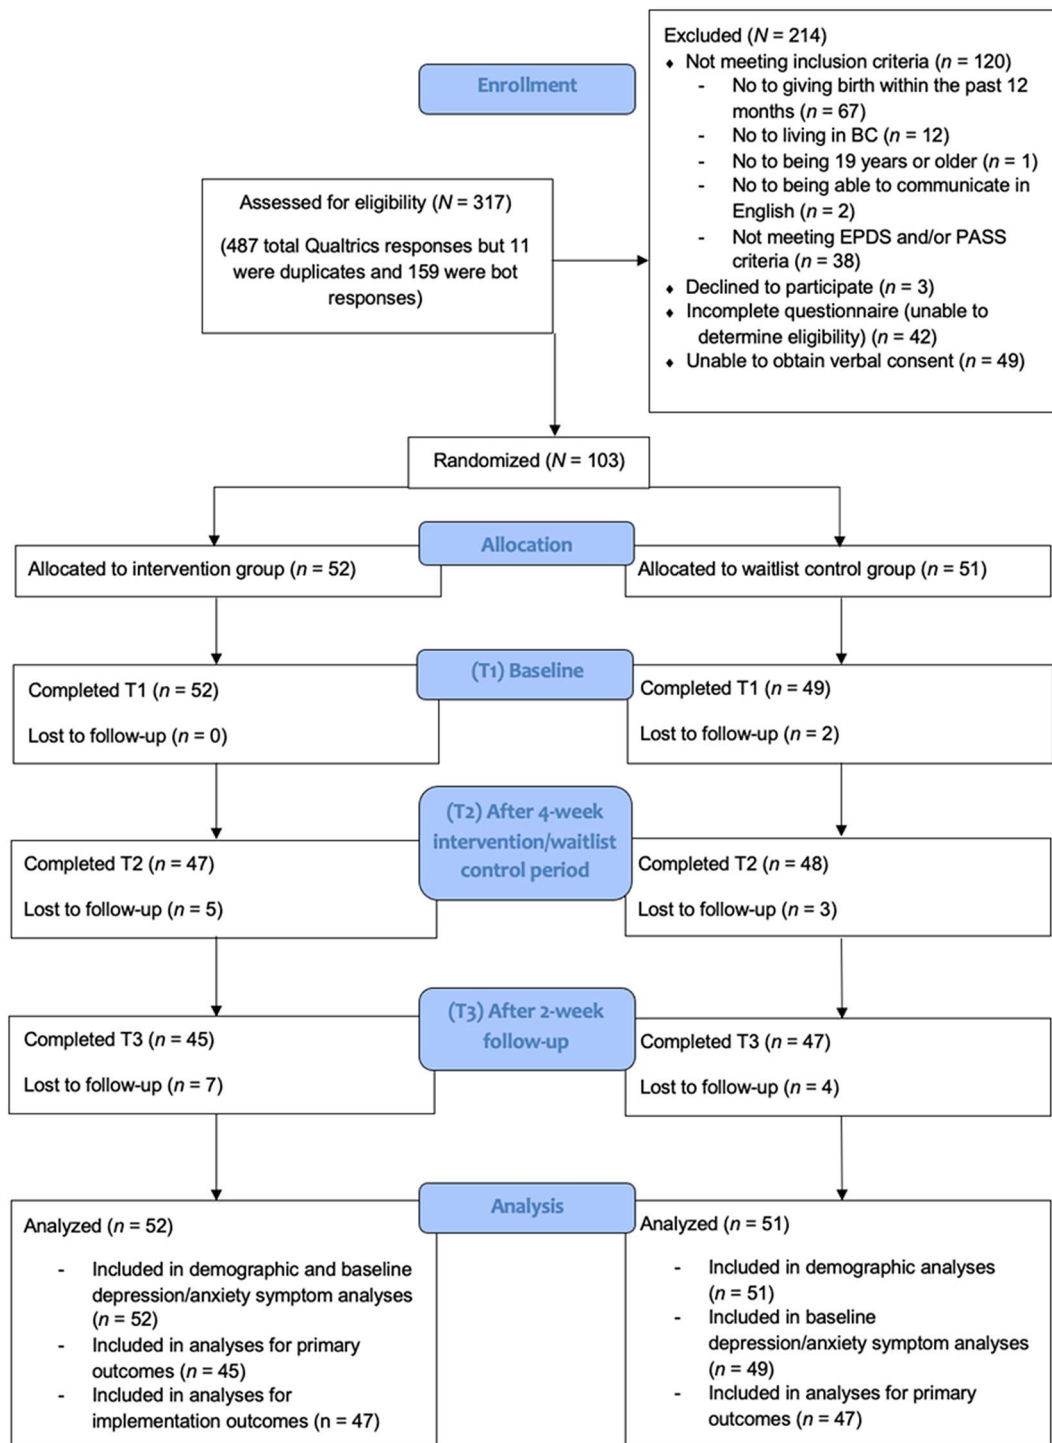 Enrollment
Excluded (N = 214)
♦ Not meeting inclusion criteria (n = 120)
- No to giving birth within the past 12
months (n = 67)
- No to living in BC (n = 12)
- No to being 19 years or older (n = 1)
- No to being able to communicate in
English (n = 2)
- Not meeting EPDS and/or PASS
criteria (n = 38)
♦ Declined to participate (n = 3)
♦ Incomplete questionnaire (unable to
determine eligibility) (n = 42)
♦ Unable to obtain verbal consent (n = 49)
Assessed for eligibility (N = 317)
(487 total Qualtrics responses but 11
were duplicates and 159 were bot
responses)
Randomized (N = 103)
Allocation
Allocated to intervention group (n = 52)
Allocated to waitlist control group (n = 51)
(T1) Baseline
Completed T1 (n = 52)
Lost to follow-up (n = 0)
Completed T1 (n = 49)
Lost to follow-up (n = 2)
(T2) After 4-week
intervention/waitlist
control period
Completed T2 (n = 47)
Lost to follow-up (n = 5)
Completed T2 (n = 48)
Lost to follow-up (n = 3)
(T3) After 2-week
follow-up
Completed T3 (n = 45)
Lost to follow-up (n = 7)
Completed T3 (n = 47)
Lost to follow-up (n = 4)
Analysis
Analyzed (n = 52)
- Included in demographic and baseline
depression/anxiety symptom analyses
(n = 52)
- Included in analyses for primary
outcomes (n = 45)
- Included in analyses for
implementation outcomes (n = 47)
Analyzed (n = 51)
- Included in demographic analyses
(n = 51)
- Included in baseline
depression/anxiety symptom analyses
(n = 49)
- Included in analyses for primary
outcomes (n = 47)